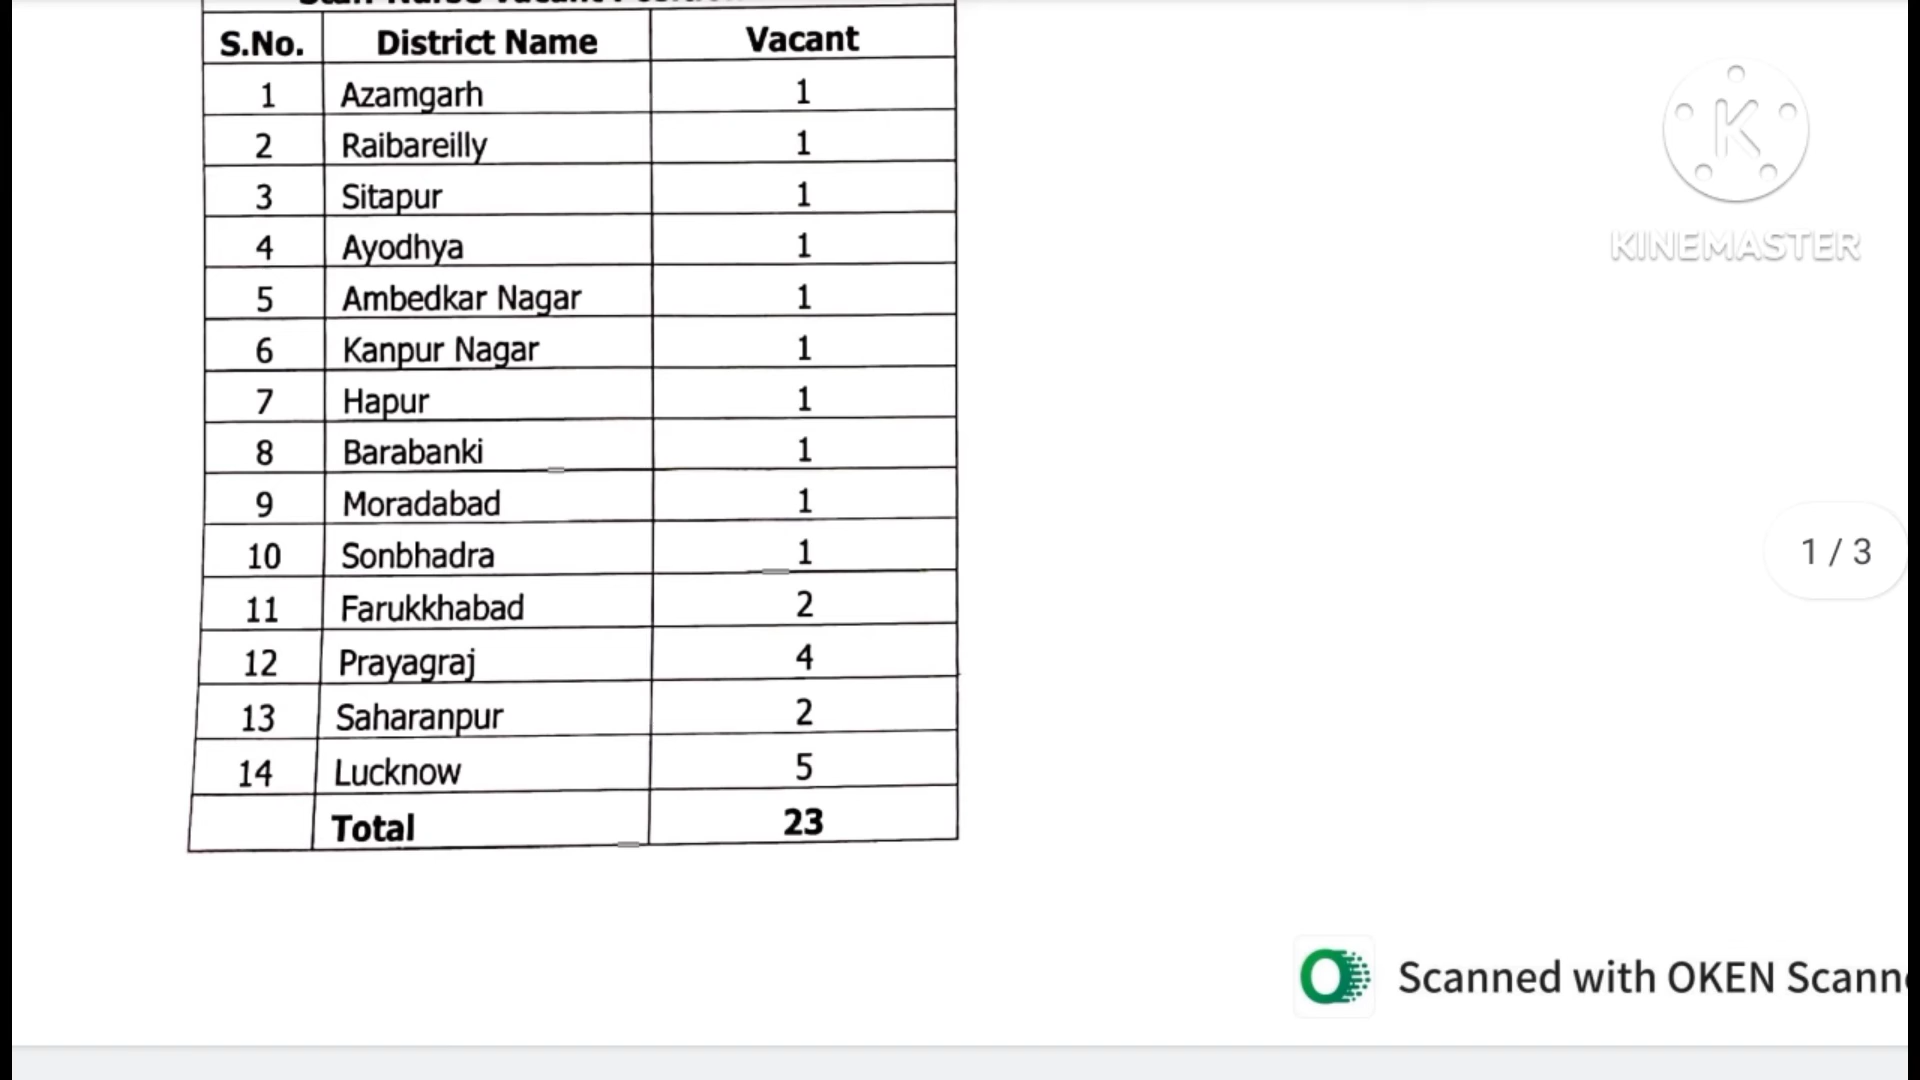 S.No. District Name Vacant
1 Azamgarh 1
2 Raibareilly 1
3 Sitapur 1
4 Ayodhya 1
5 Ambedkar Nagar 1
6 Kanpur Nagar 1
7 Hapur 1
8 Barabanki 1
9 Moradabad 1
10 Sonbhadra 1
11 Farukkhabad 2
12 Prayagraj 4
13 Saharanpur 2
14 Lucknow 5
Total 23
K
KINEMASTER
1 / 3
Scanned with OKEN Scann